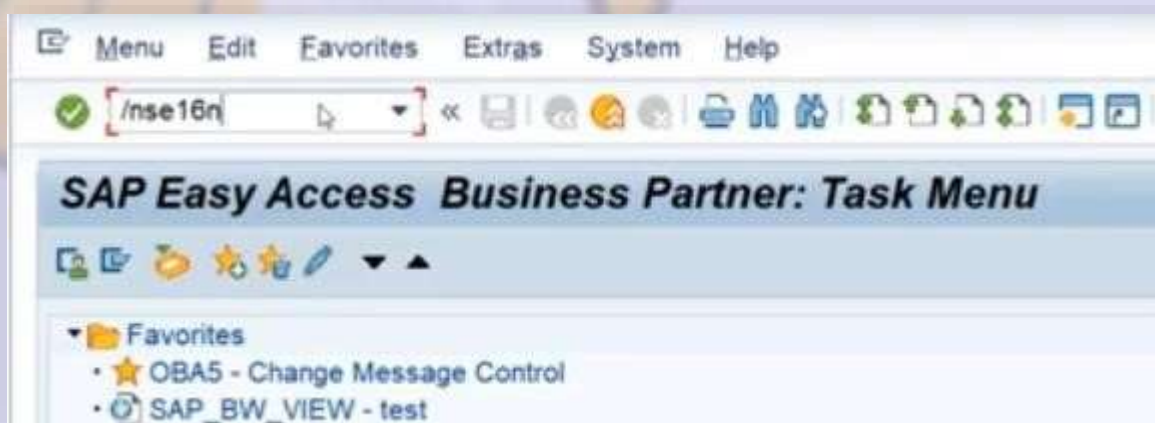 Menu Edit Favorites Extras System Help
/nse16n
SAP Easy Access Business Partner: Task Menu
Favorites
OBA5 - Change Message Control
SAP_BW_VIEW - test